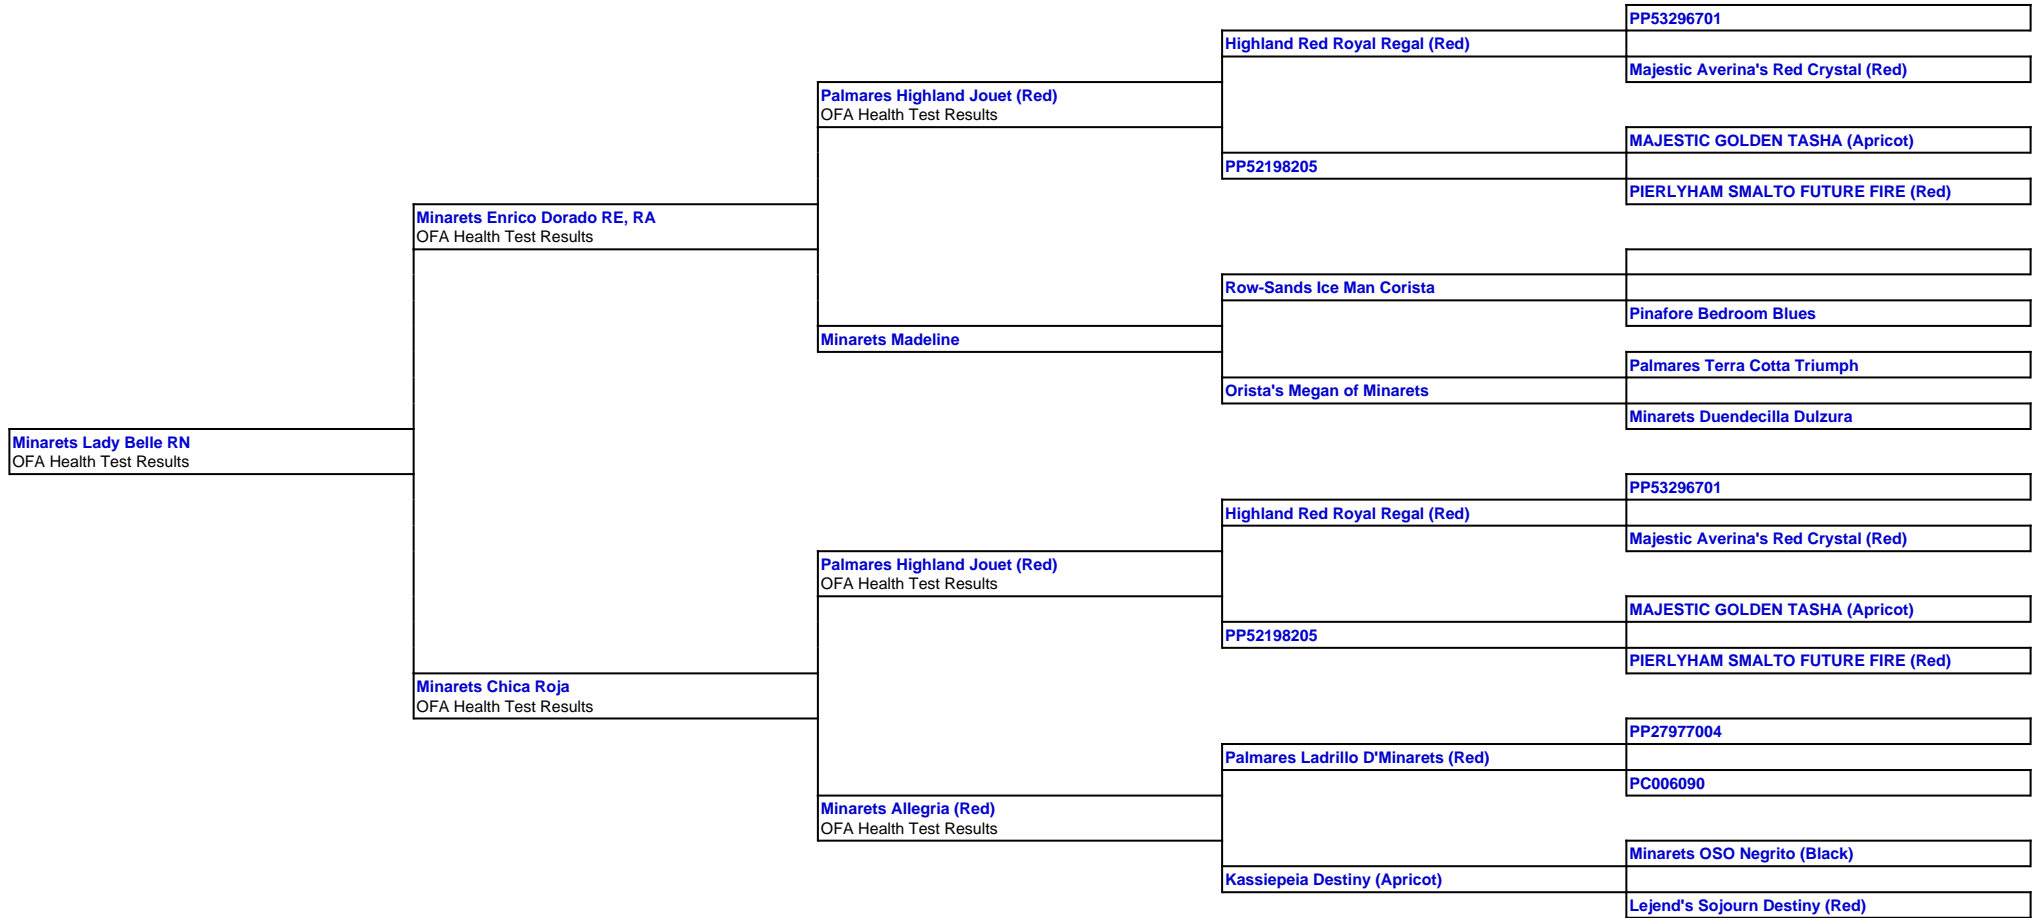 PP53296701
Highland Red Royal Regal (Red)
Majestic Averina's Red Crystal (Red)
Palmares Highland Jouet (Red)
OFA Health Test Results
MAJESTIC GOLDEN TASHA (Apricot)
PP52198205
PIERLYHAM SMALTO FUTURE FIRE (Red)
Minarets Enrico Dorado RE, RA
OFA Health Test Results
Row-Sands Ice Man Corista
Pinafore Bedroom Blues
Minarets Madeline
Palmares Terra Cotta Triumph
Orista's Megan of Minarets
Minarets Duendecilla Dulzura
Minarets Lady Belle RN
OFA Health Test Results
PP53296701
Highland Red Royal Regal (Red)
Majestic Averina's Red Crystal (Red)
Palmares Highland Jouet (Red)
OFA Health Test Results
MAJESTIC GOLDEN TASHA (Apricot)
PP52198205
PIERLYHAM SMALTO FUTURE FIRE (Red)
Minarets Chica Roja
OFA Health Test Results
PP27977004
Palmares Ladrillo D'Minarets (Red)
PC006090
Minarets Allegria (Red)
OFA Health Test Results
Minarets OSO Negrito (Black)
Kassiepeia Destiny (Apricot)
Lejend's Sojourn Destiny (Red)